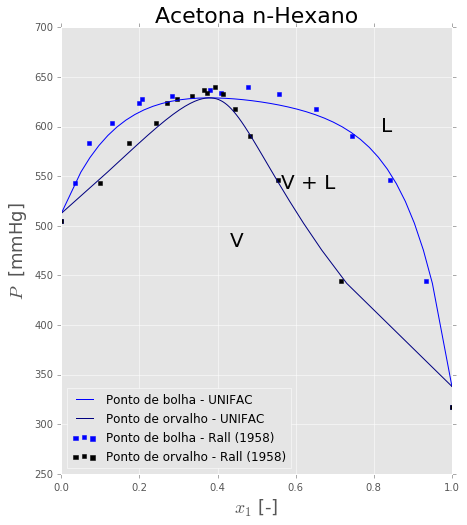 Acetona n-Hexano
700
650
600
550
500
450
400
350
300
250
P [mmHg]
L
V + L
V
Ponto de bolha - UNIFAC
Ponto de orvalho - UNIFAC
Ponto de bolha - Rall (1958)
Ponto de orvalho - Rall (1958)
0.0 0.2 0.4 0.6 0.8 1.0
x₁ [-]